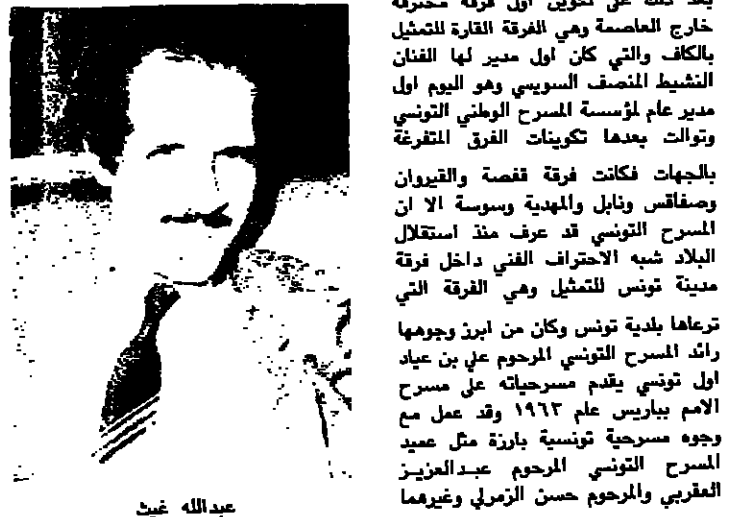 بعد ذلك على تكوين اول فرقة محترفة
خارج العاصمة وهي الفرقة القارة للتمثيل
بالكاف والتي كان اول مدير لها الفنان
النشيط المنصف السويسي وهو اليوم اول
مدير عام لمؤسسة المسرح الوطني التونسي
وتوالت بعدها تكوينات الفرق المتفرغة
بالجهات فكانت فرقة قفصة والقيروان
وصفاقس ونابل والمهدية وسوسة الا ان
المسرح التونسي قد عرف منذ استقلال
البلاد شبه الاحتراف الفني داخل فرقة
مدينة تونس للتمثيل وهي الفرقة التي
ترعاها بلدية تونس وكان من ابرز وجوهها
رائد المسرح التونسي المرحوم علي بن عياد
اول تونسي يقدم مسرحياته على مسرح
الامم بباريس عام ١٩٦٣ وقد عمل مع
وجوه مسرحية تونسية بارزة مثل عميد
المسرح التونسي المرحوم عبدالعزيز
العقربي والمرحوم حسن الزمرلي وغيرهما
عبدالله غيث